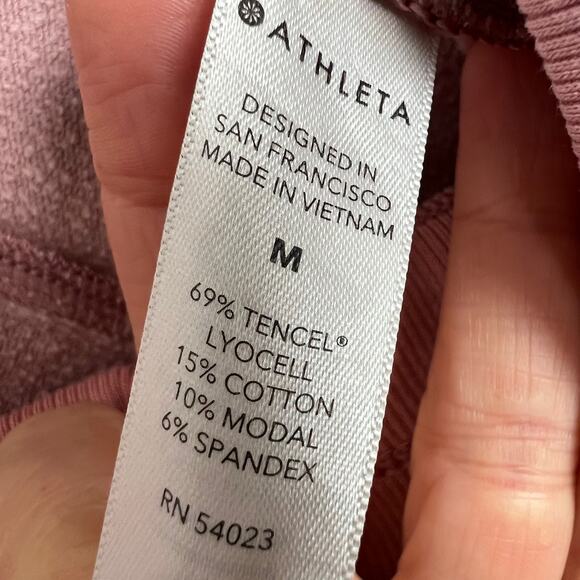 ATHLETA
DESIGNED IN
SAN FRANCISCO
MADE IN VIETNAM
M
69% TENCEL®
LYOCELL
15% COTTON
10% MODAL
6% SPANDEX
RN 54023